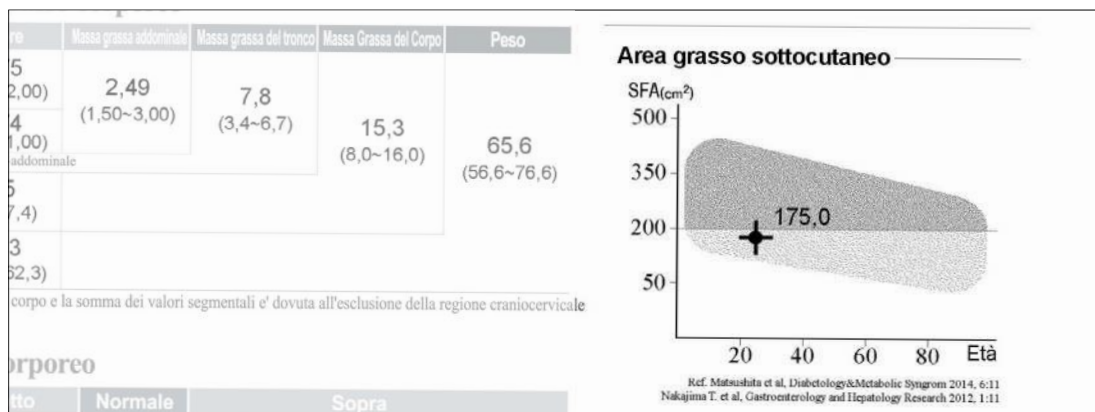 re Massa grassa addominale Massa grassa del tronco Massa Grassa del Corpo Peso
5
2,00)
2,49
(1,50~3,00)
7,8
(3,4~6,7)
15,3
(8,0~16,0)
65,6
(56,6~76,6)
4
1,00)
addominale
5
7,4)
3
62,3)
corpo e la somma dei valori segmentali e' dovuta all'esclusione della regione craniocervicale
orporeo
tto Normale Sopra
Area grasso sottocutaneo
SFA(cm²)
500
350
200
50
175,0
20 40 60 80 Età
Ref. Matsushita et al, Diabetology&Metabolic Syngrom 2014, 6:11
Nakajima T. et al, Gastroenterology and Hepatology Research 2012, 1:11